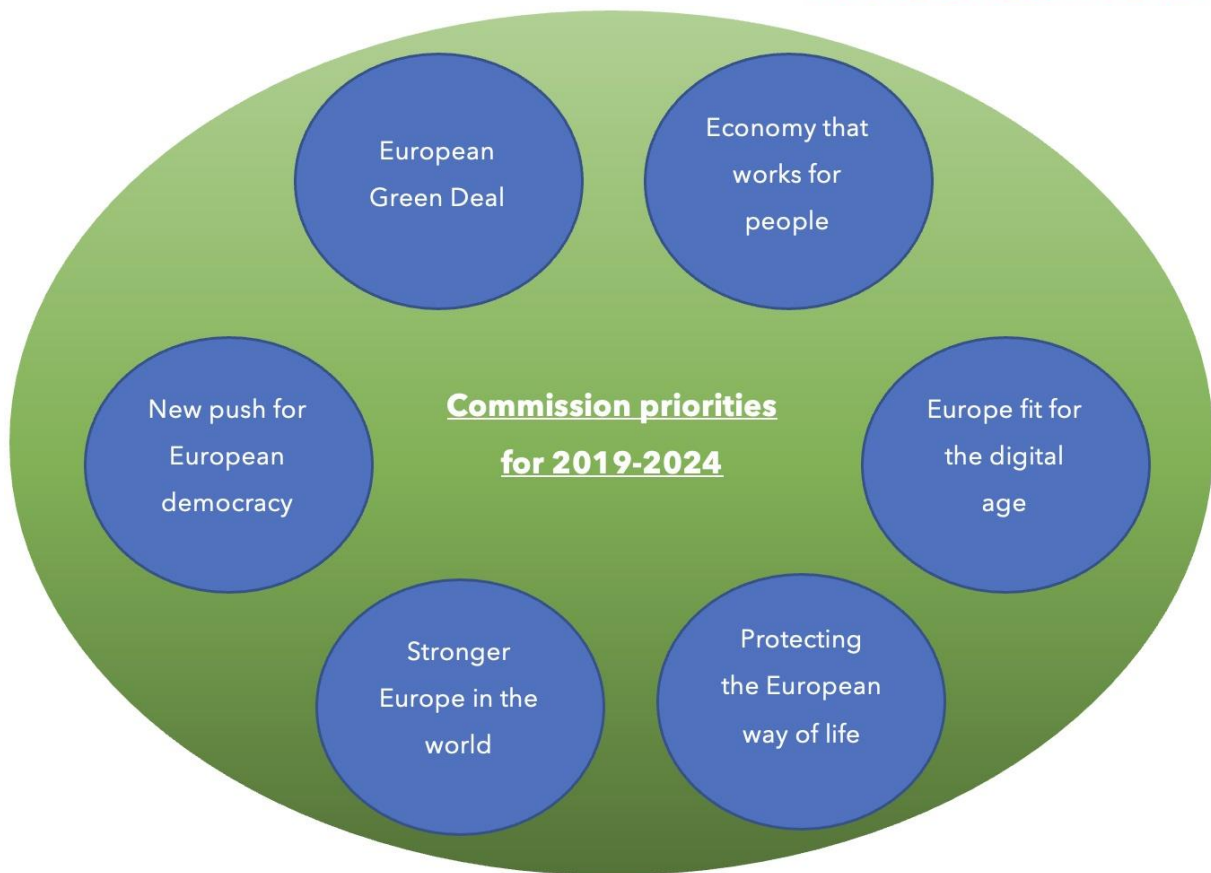 European
Green Deal
Economy that
works for
people
New push for
European
democracy
Commission priorities
for 2019-2024
Europe fit for
the digital
age
Stronger
Europe in the
world
Protecting
the European
way of life